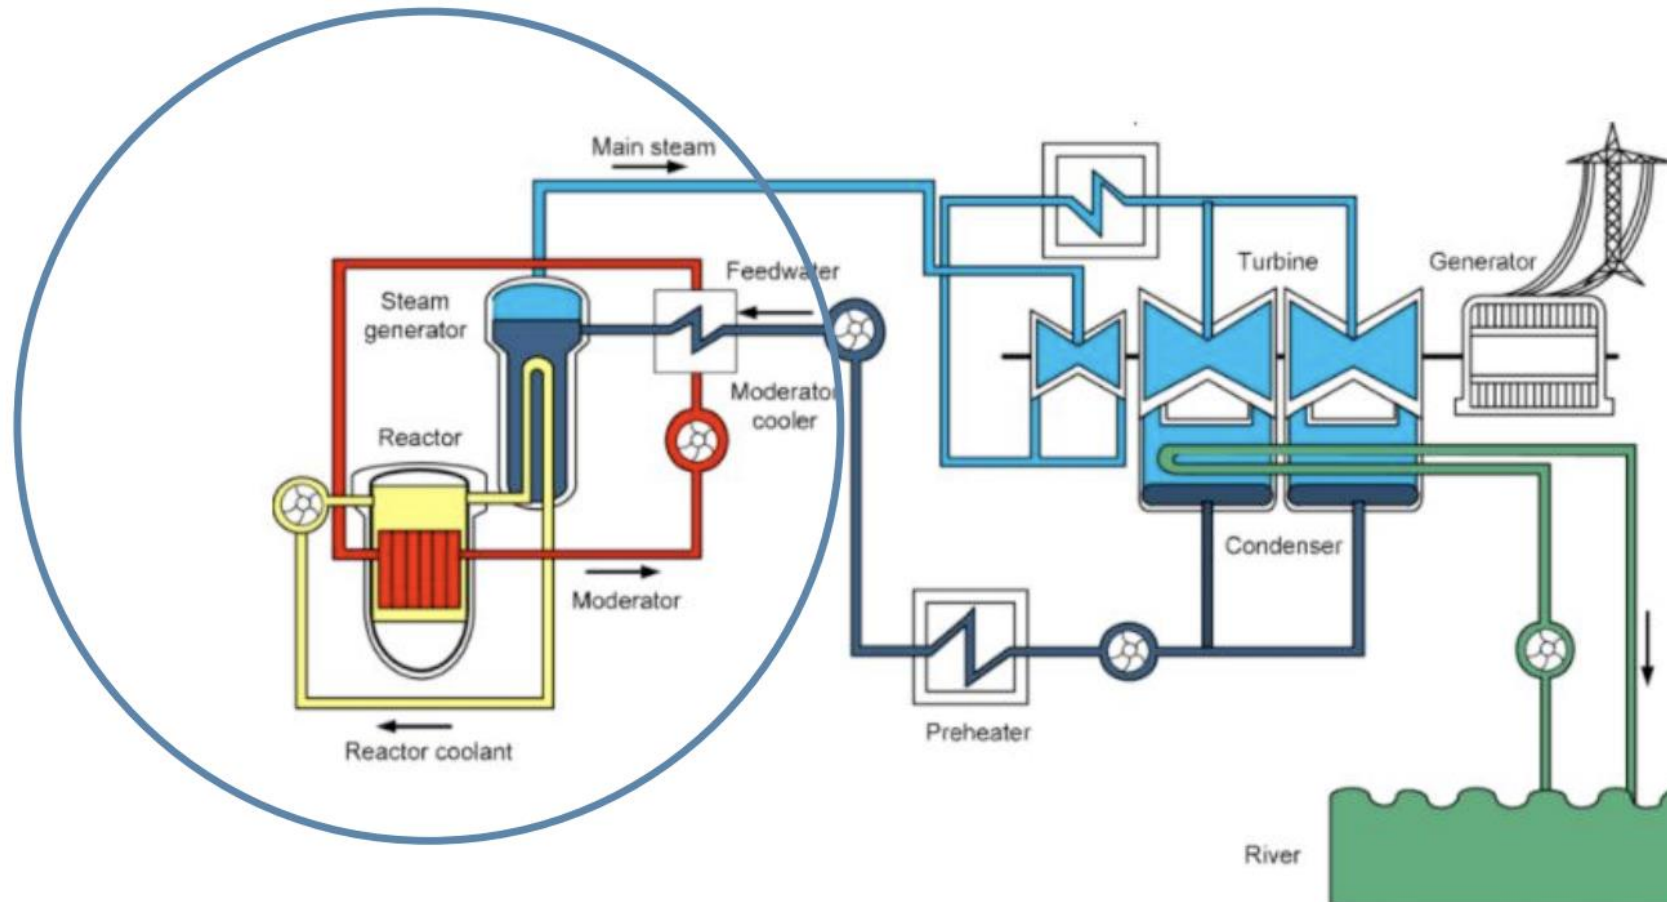 Main steam
Feedwater
Turbine
Generator
Steam
generator
Moderator
cooler
Reactor
Condenser
Moderator
Preheater
Reactor coolant
River